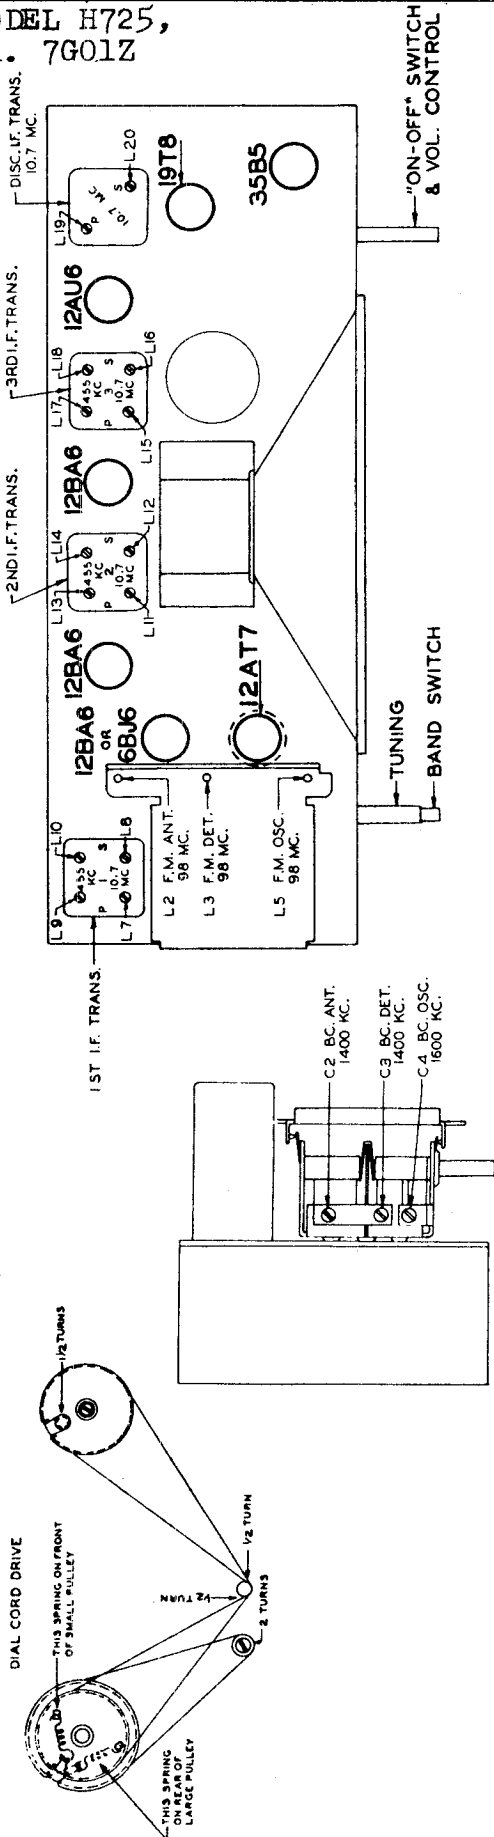 ODEL H725,
. 7G01Z
DISC. I.F. TRANS.
10.7 MC.
L19
P
S
10.7 MC
L20
19T8
35B5
"ON-OFF" SWITCH
& VOL. CONTROL
12AU6
3RD I.F. TRANS.
L17
L18
455
KC
3
10.7
MC
P
S
L15
L16
12BA6
2ND I.F. TRANS.
L13
L14
455
KC
2
10.7
MC
P
S
L11
L12
12BA6
12BA6
OR
6BJ6
12AT7
TUNING
BAND SWITCH
L9
L10
455
KC
1
10.7
MC
P
S
L7
L8
1ST I.F. TRANS.
L2 F.M. ANT.
98 MC.
L3 F.M. DET.
98 MC.
L5 F.M. OSC.
98 MC.
C2 BC. ANT.
1400 KC.
C3 BC. DET.
1400 KC.
C4 BC. OSC.
1600 KC.
DIAL CORD DRIVE
THIS SPRING ON FRONT
OF SMALL PULLEY
1 1/2 TURNS
1/2 TURN
1/2 TURN
2 TURNS
THIS SPRING
ON REAR OF
LARGE PULLEY